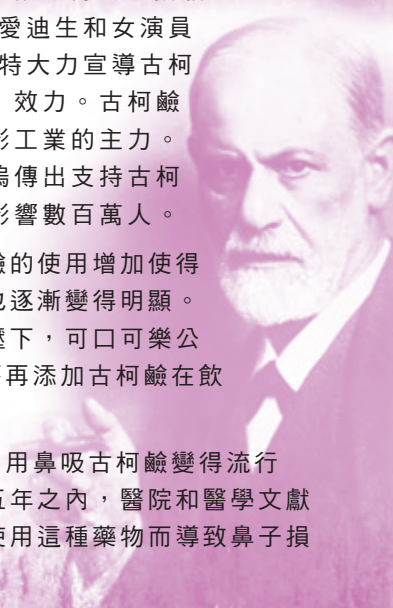 愛迪生和女演員
特大力宣導古柯
效力。古柯鹼
影工業的主力。
塢傳出支持古柯
影響數百萬人。
鹼的使用增加使得
也逐漸變得明顯。
壓下,可口可樂公
再添加古柯鹼在飲
用鼻吸古柯鹼變得流行
五年之內,醫院和醫學文獻
使用這種藥物而導致鼻子損